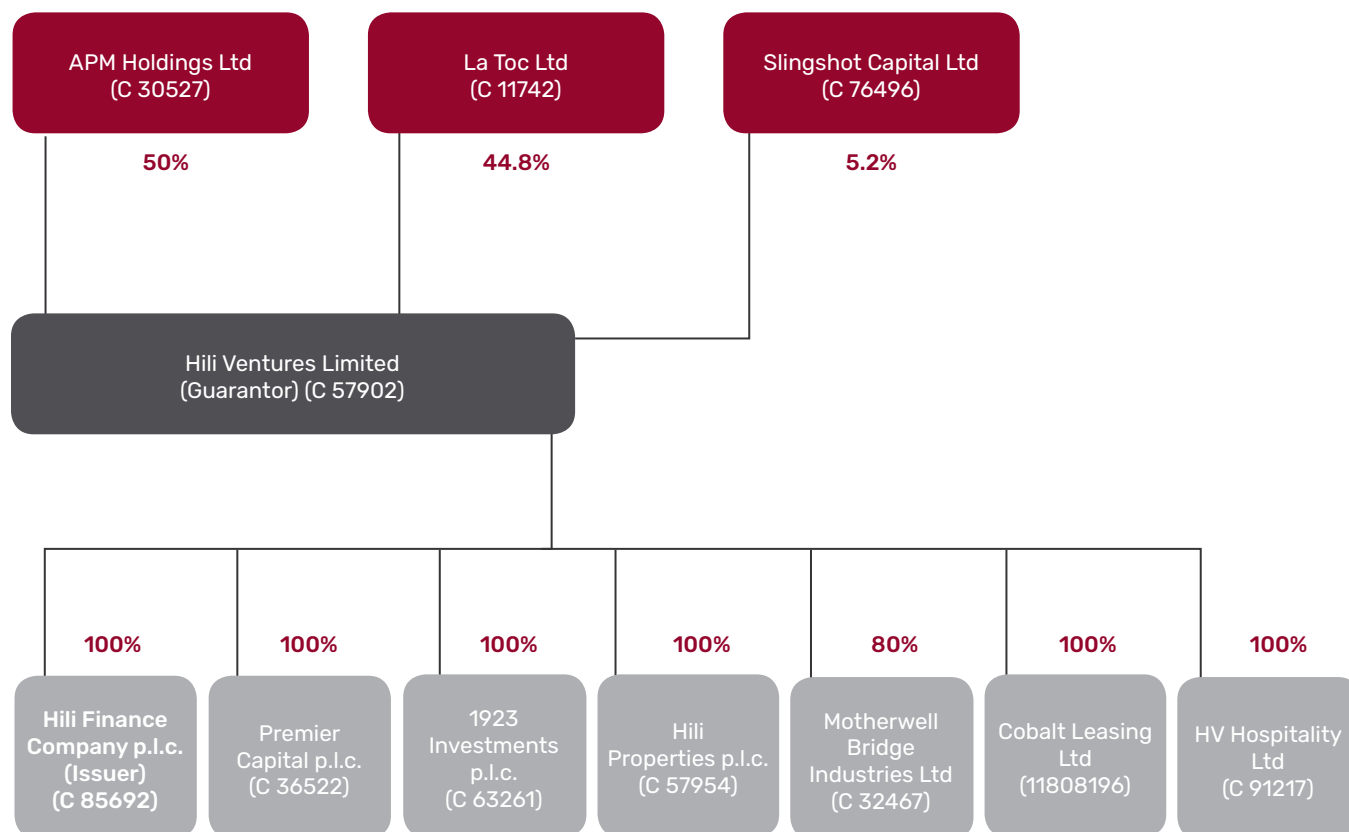 APM Holdings Ltd
(C 30527)
La Toc Ltd
(C 11742)
Slingshot Capital Ltd
(C 76496)
50%
44.8%
5.2%
Hili Ventures Limited
(Guarantor) (C 57902)
100%
100%
100%
100%
80%
100%
100%
Hili Finance
Company p.l.c.
(Issuer)
(C 85692)
Premier
Capital p.l.c.
(C 36522)
1923
Investments
p.l.c.
(C 63261)
Hili
Properties p.l.c.
(C 57954)
Motherwell
Bridge
Industries Ltd
(C 32467)
Cobalt Leasing
Ltd
(11808196)
HV Hospitality
Ltd
(C 91217)